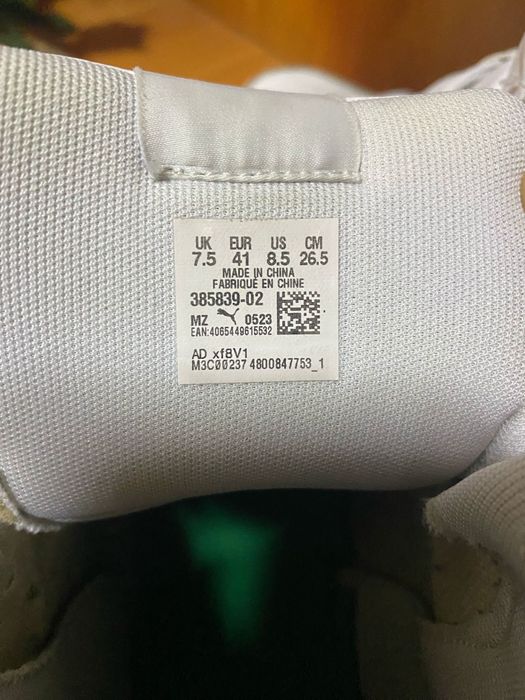 UK EUR US CM
7.5 41 8.5 26.5
MADE IN CHINA
FABRIQUÉ EN CHINE
385839-02
MZ 0523
EAN:4065449615532
AD xf8V1
M3C00237 4800847753_1